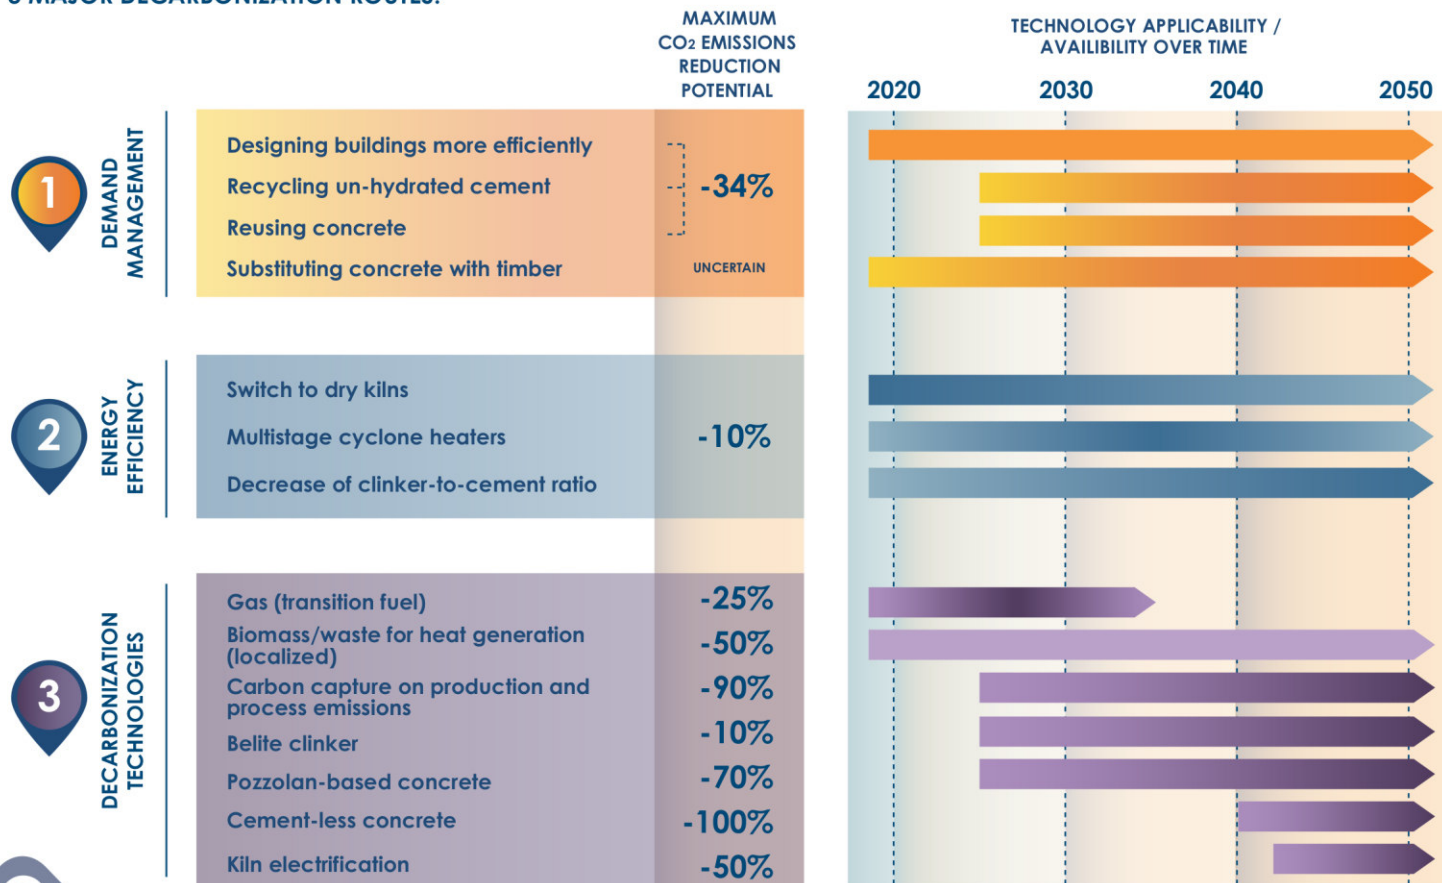 3 MAJOR DECARBONIZATION ROUTES:
MAXIMUM
CO2 EMISSIONS
REDUCTION
POTENTIAL
TECHNOLOGY APPLICABILITY /
AVAILIBILITY OVER TIME
2020
2030
2040
2050
1
DEMAND
MANAGEMENT
Designing buildings more efficiently
Recycling un-hydrated cement
-34%
Reusing concrete
Substituting concrete with timber
UNCERTAIN
2
ENERGY
EFFICIENCY
Switch to dry kilns
Multistage cyclone heaters
-10%
Decrease of clinker-to-cement ratio
3
DECARBONIZATION
TECHNOLOGIES
Gas (transition fuel)
-25%
Biomass/waste for heat generation
(localized)
-50%
Carbon capture on production and
process emissions
-90%
Belite clinker
-10%
Pozzolan-based concrete
-70%
Cement-less concrete
-100%
Kiln electrification
-50%